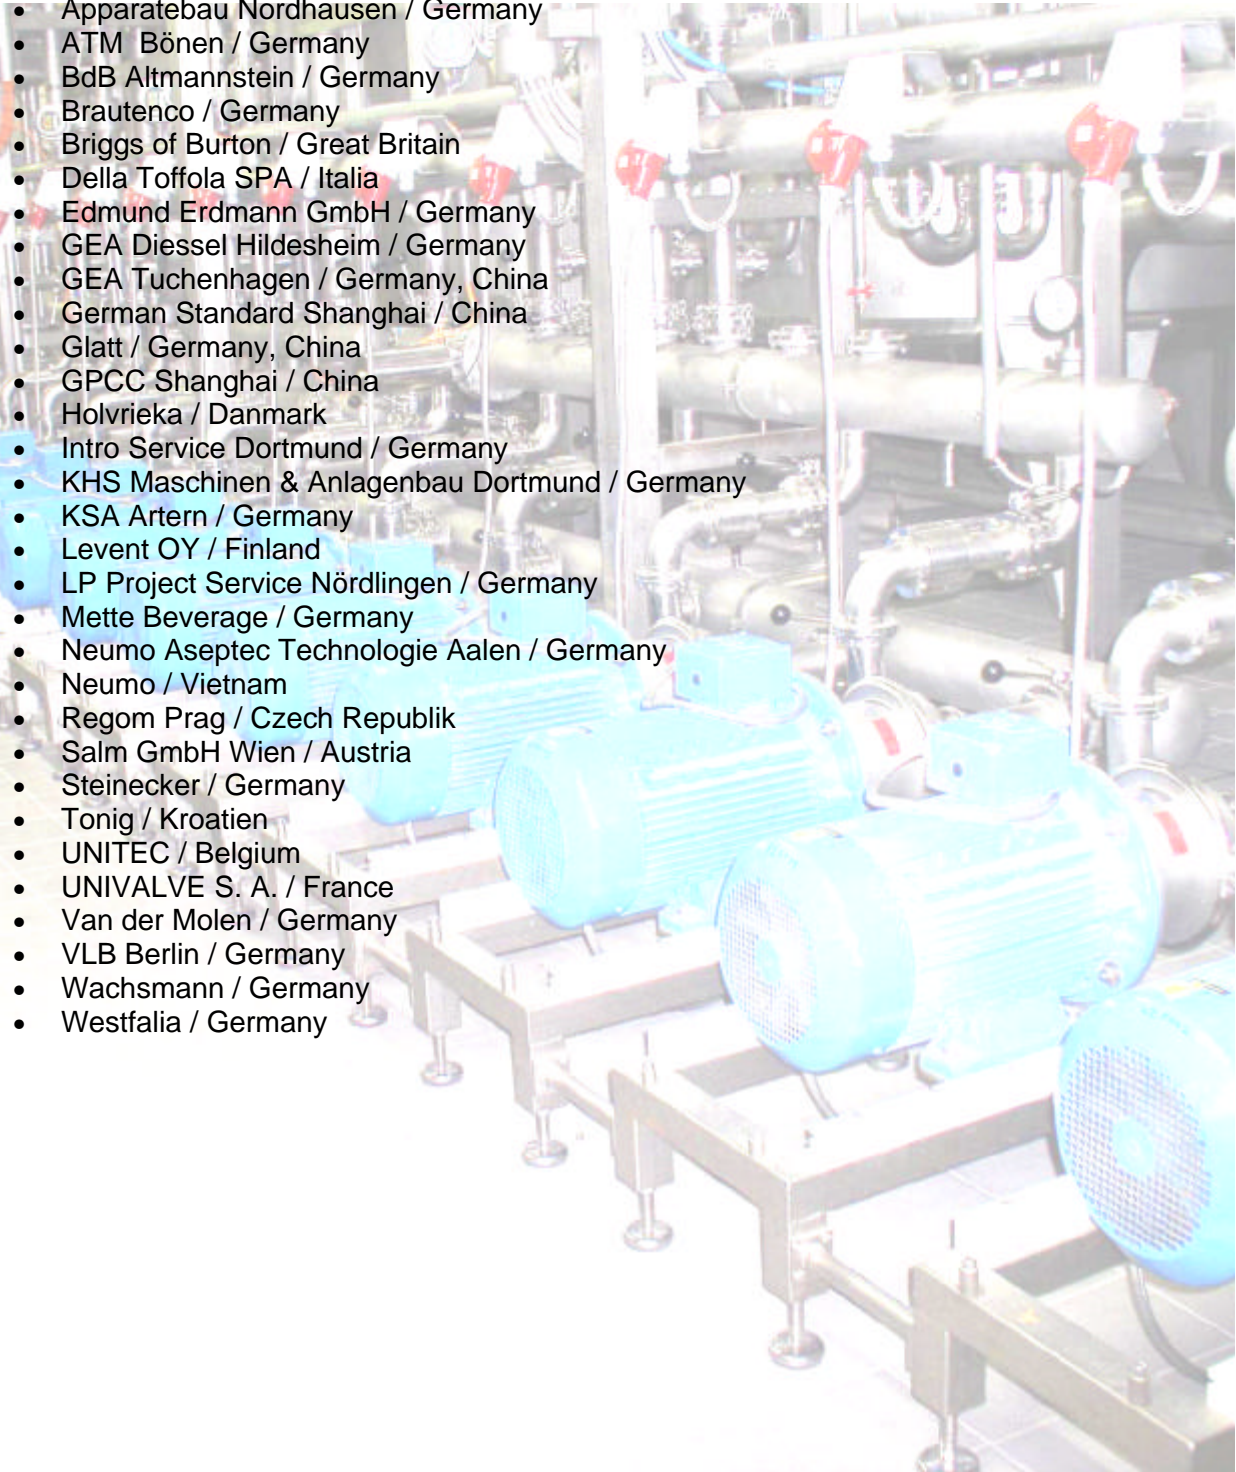 • Apparatebau Nordhausen / Germany
• ATM  Bönen / Germany
• BdB Altmannstein / Germany
• Brautenco / Germany
• Briggs of Burton / Great Britain
• Della Toffola SPA / Italia
• Edmund Erdmann GmbH / Germany
• GEA Diessel Hildesheim / Germany
• GEA Tuchenhagen / Germany, China
• German Standard Shanghai / China
• Glatt / Germany, China
• GPCC Shanghai / China
• Holvrieka / Danmark
• Intro Service Dortmund / Germany
• KHS Maschinen & Anlagenbau Dortmund / Germany
• KSA Artern / Germany
• Levent OY / Finland
• LP Project Service Nördlingen / Germany
• Mette Beverage / Germany
• Neumo Aseptec Technologie Aalen / Germany
• Neumo / Vietnam
• Regom Prag / Czech Republik
• Salm GmbH Wien / Austria
• Steinecker / Germany
• Tonig / Kroatien
• UNITEC / Belgium
• UNIVALVE S. A. / France
• Van der Molen / Germany
• VLB Berlin / Germany
• Wachsmann / Germany
• Westfalia / Germany